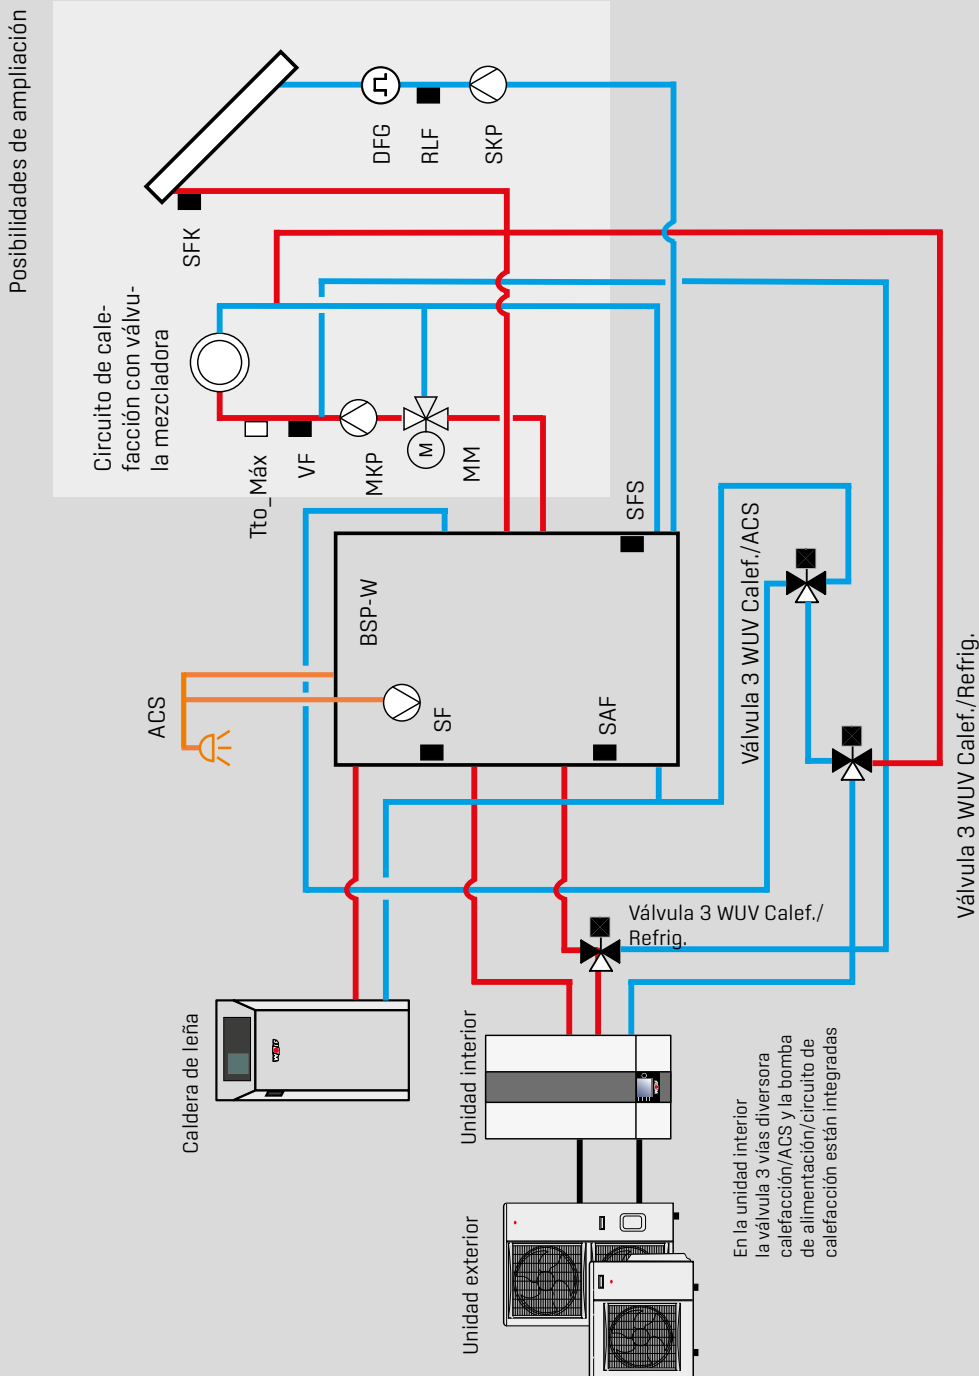 Posibilidades de ampliación
Circuito de cale-
facción con válvu-
la mezcladora
SFK
DFG
RLF
SKP
Tto_Máx
VF
MKP
M
MM
SFS
BSP-W
ACS
SF
SAF
Válvula 3 WUV Calef./ACS
Válvula 3 WUV Calef./Refrig.
Válvula 3 WUV Calef./
Refrig.
Caldera de leña
Unidad interior
Unidad exterior
En la unidad interior
la válvula 3 vías diversora
calefacción/ACS y la bomba
de alimentación/circuito de
calefacción están integradas